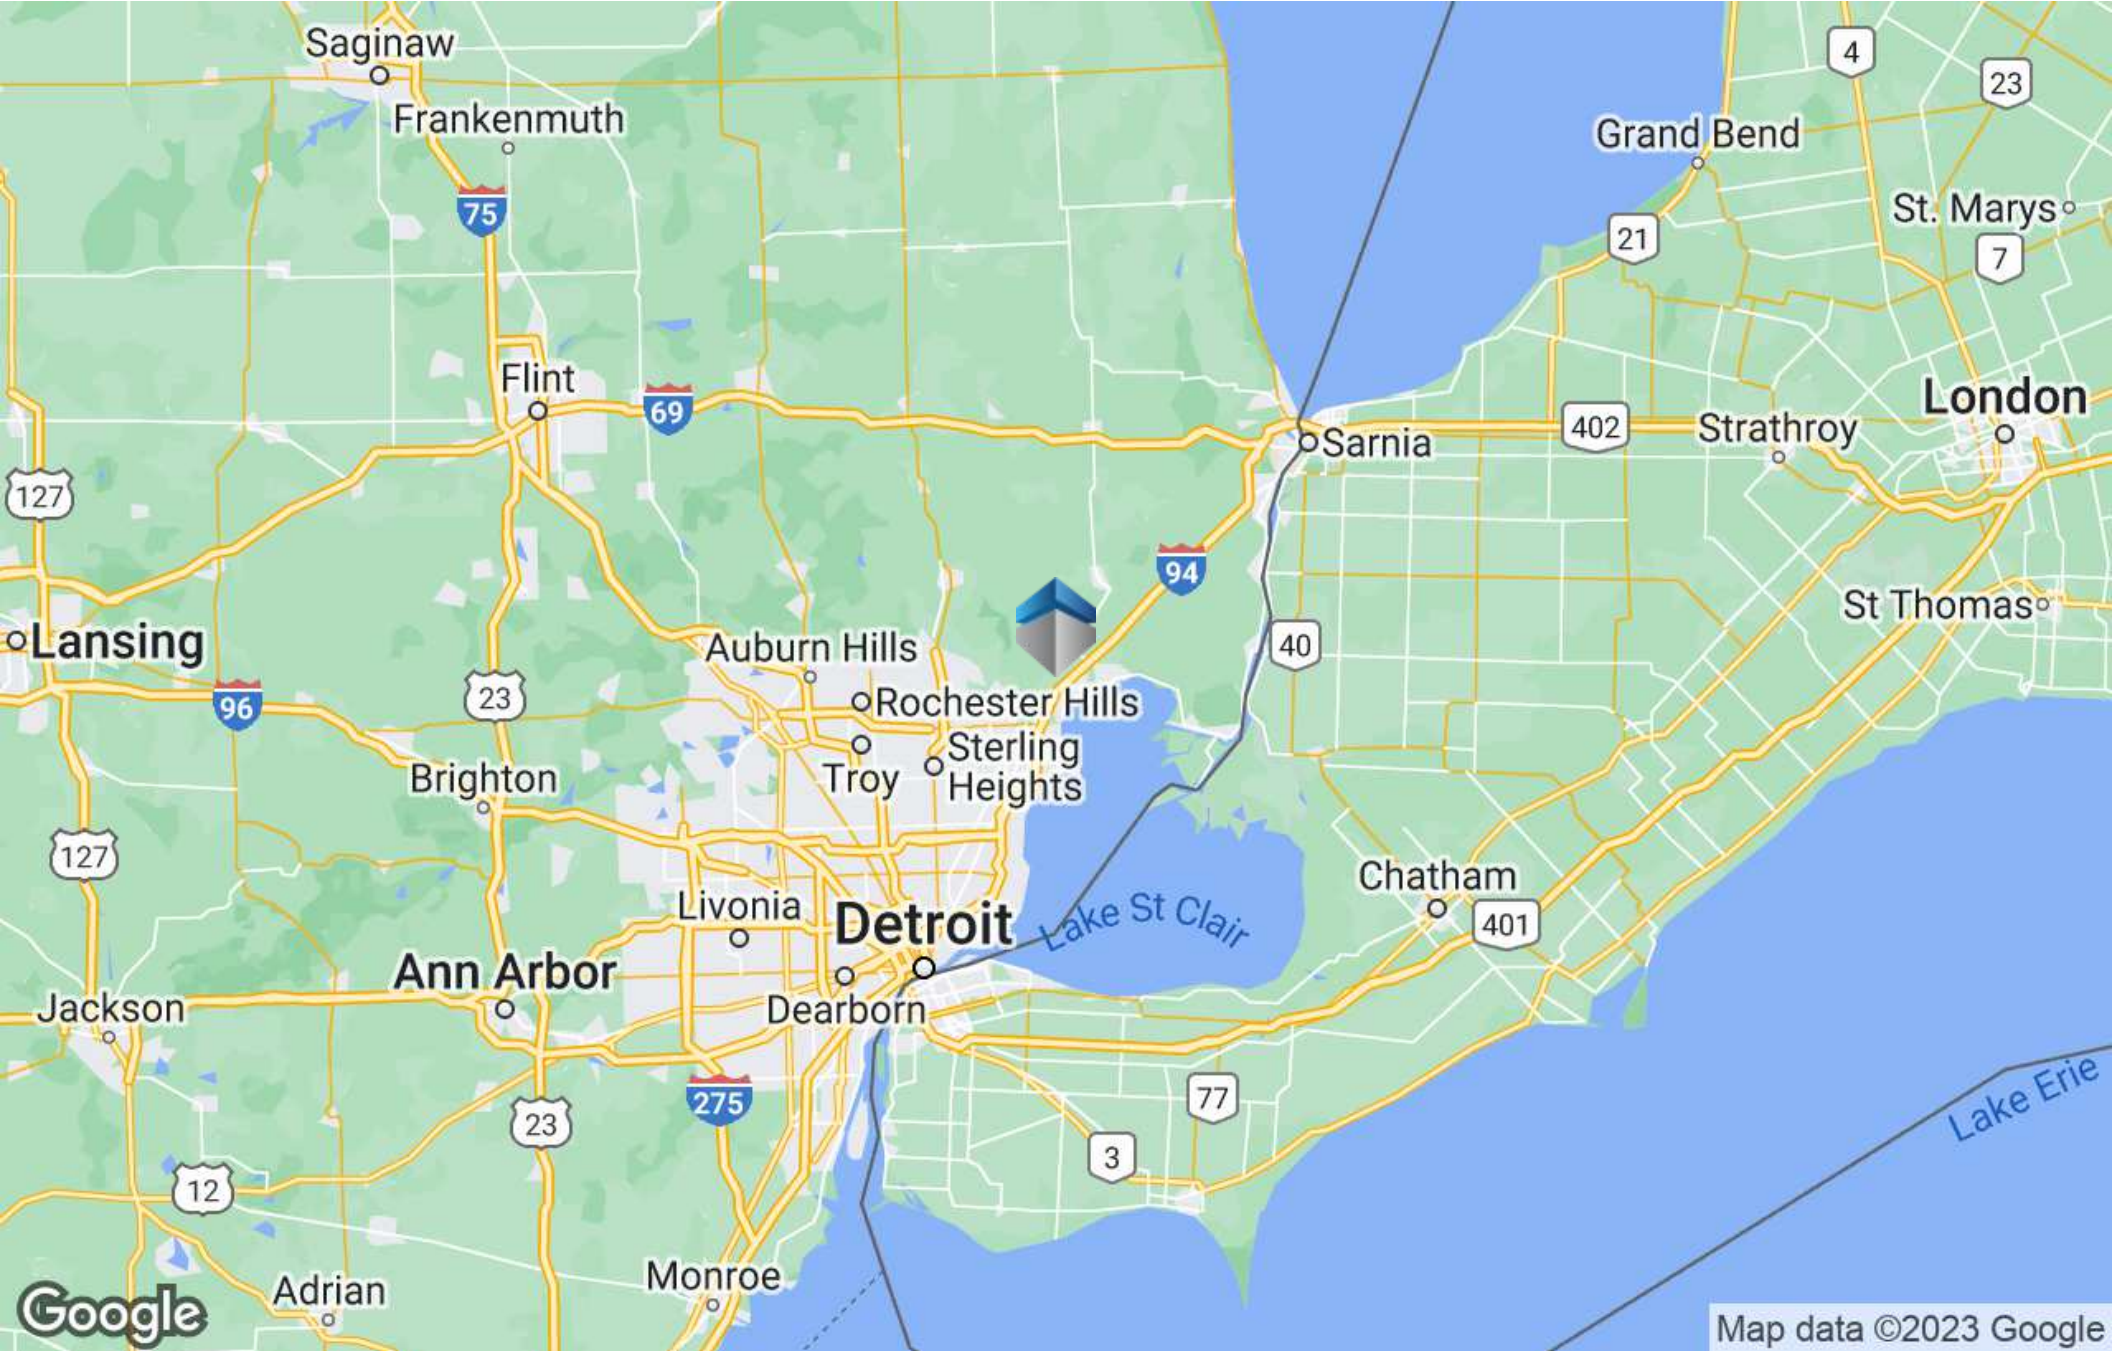 Saginaw
4
23
Frankenmuth
Grand Bend
75
St. Marys
21
7
Flint
69
London
402
Strathroy
Sarnia
127
94
St Thomas
Lansing
Auburn Hills
40
96
23
Rochester Hills
Sterling
Heights
Brighton
Troy
127
Chatham
Livonia
Detroit
Lake St Clair
401
Ann Arbor
Jackson
Dearborn
275
77
Lake Erie
23
3
12
Monroe
Adrian
Google
Map data ©2023 Google